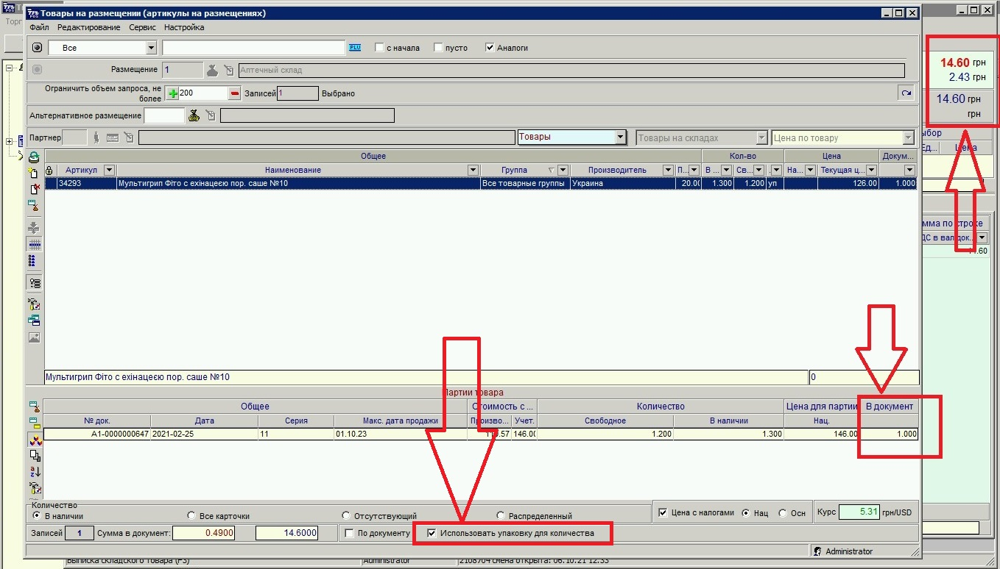 Товары на размещении (артикулы на размещениях)
Торг
Файл Редактирование Сервис Настройка
Все PLU с начала пусто Аналоги
14.60 грн
Размещение 1 Аптечный склад
2.43 грн
Ограничить объем запроса, не более 200 Записей 1 Выбрано
14.60 грн
грн
Альтернативное размещение
Партнер Товары Товары на складах Цена по товару
ыбор
Ед... Цена
Общее Кол-во Цена Докум...
Артикул Наименование Группа Производитель П... В ... Св... . На... Текущая ц...
34293 Мультигрип Фіто с ехінацеєю пор. саше №10 Все товарные группы Украина 20.00 1.300 1.200 уп 126.00 1.000
мма по строке
ДС в вал.док.
14.60
Мультигрип Фіто с ехінацеєю пор. саше №10 0
Партии товара
Общее Стоимость с ... Количество Цена для партии В документ
№ док. Дата Серия Макс. дата продажи Произво... Учет. Свободное В наличии Нац.
А1-0000000647 2021-02-25 11 01.10.23 146.00 1.200 1.300 146.00 1.000
Количество
В наличии Все карточки Отсутствующий Распределенный Цена с налогами Нац Осн Курс 5.31 грн/USD
Записей 1 Сумма в документ: 0.4900 14.6000 По документу Использовать упаковку для количества
Administrator
Выписка складского товара (F3) Administrator 2108704 смена открыта: 06.10.21 12:33